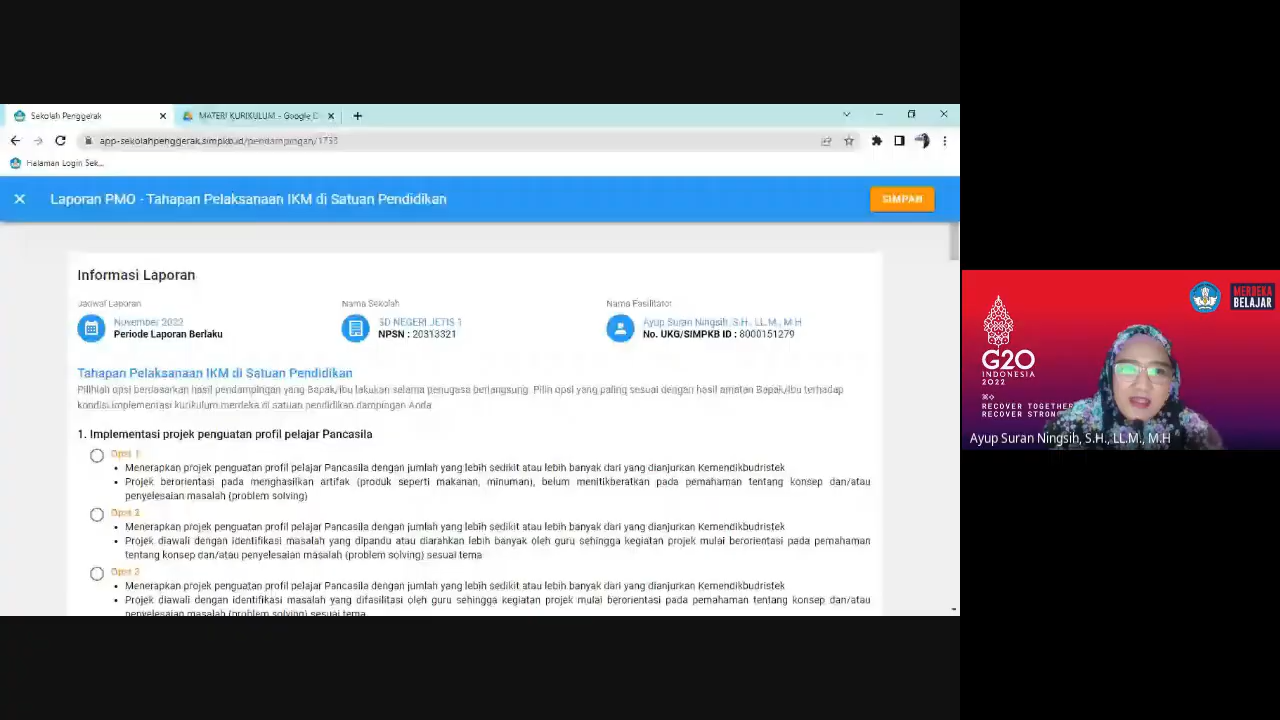 Sekolah Penggerak
MATERI KURIKULUM - Google D
app-sekolahpenggerak.simpkb.id/pendampingan/1733
Halaman Login Sek...
Laporan PMO - Tahapan Pelaksanaan IKM di Satuan Pendidikan
SIMPAN
Informasi Laporan
Jadwal Laporan
November 2022
Periode Laporan Berlaku
Nama Sekolah
SD NEGERI JETIS 1
NPSN : 20313321
Nama Fasilitator
Ayup Suran Ningsih, S.H., LL.M., M.H
No. UKG/SIMPKB ID : 8000151279
Tahapan Pelaksanaan IKM di Satuan Pendidikan
Pilihlah opsi berdasarkan hasil pendampingan yang Bapak/Ibu lakukan selama penugasa berlangsung. Pilih opsi yang paling sesuai dengan hasil amatan Bapak/Ibu terhadap
kondisi implementasi kurikulum merdeka di satuan pendidikan dampingan Anda
1. Implementasi projek penguatan profil pelajar Pancasila
Opsi 1
• Menerapkan projek penguatan profil pelajar Pancasila dengan jumlah yang lebih sedikit atau lebih banyak dari yang dianjurkan Kemendikbudristek
• Projek berorientasi pada menghasilkan artifak (produk seperti makanan, minuman), belum menitikberatkan pada pemahaman tentang konsep dan/atau
penyelesaian masalah (problem solving)
Opsi 2
• Menerapkan projek penguatan profil pelajar Pancasila dengan jumlah yang lebih sedikit atau lebih banyak dari yang dianjurkan Kemendikbudristek
• Projek diawali dengan identifikasi masalah yang dipandu atau diarahkan lebih banyak oleh guru sehingga kegiatan projek mulai berorientasi pada pemahaman
tentang konsep dan/atau penyelesaian masalah (problem solving) sesuai tema
Opsi 3
• Menerapkan projek penguatan profil pelajar Pancasila dengan jumlah yang lebih sedikit atau lebih banyak dari yang dianjurkan Kemendikbudristek
• Projek diawali dengan identifikasi masalah yang difasilitasi oleh guru sehingga kegiatan projek mulai berorientasi pada pemahaman tentang konsep dan/atau
penyelesaian masalah (problem solving) sesuai tema
MERDEKA
BELAJAR
G20
INDONESIA
2022
RECOVER TOGETHER
RECOVER STRON
Ayup Suran Ningsih, S.H., LL.M., M.H